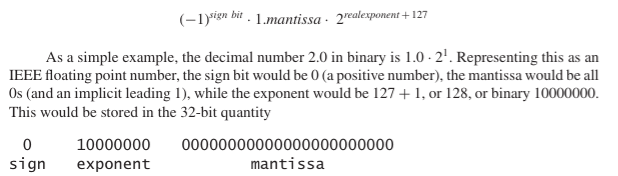 (−1)^sign bit · 1.mantissa · 2^realexponent+127
As a simple example, the decimal number 2.0 in binary is 1.0 · 2^1. Representing this as an
IEEE floating point number, the sign bit would be 0 (a positive number), the mantissa would be all
0s (and an implicit leading 1), while the exponent would be 127 + 1, or 128, or binary 10000000.
This would be stored in the 32-bit quantity
0 10000000 00000000000000000000000
sign exponent mantissa